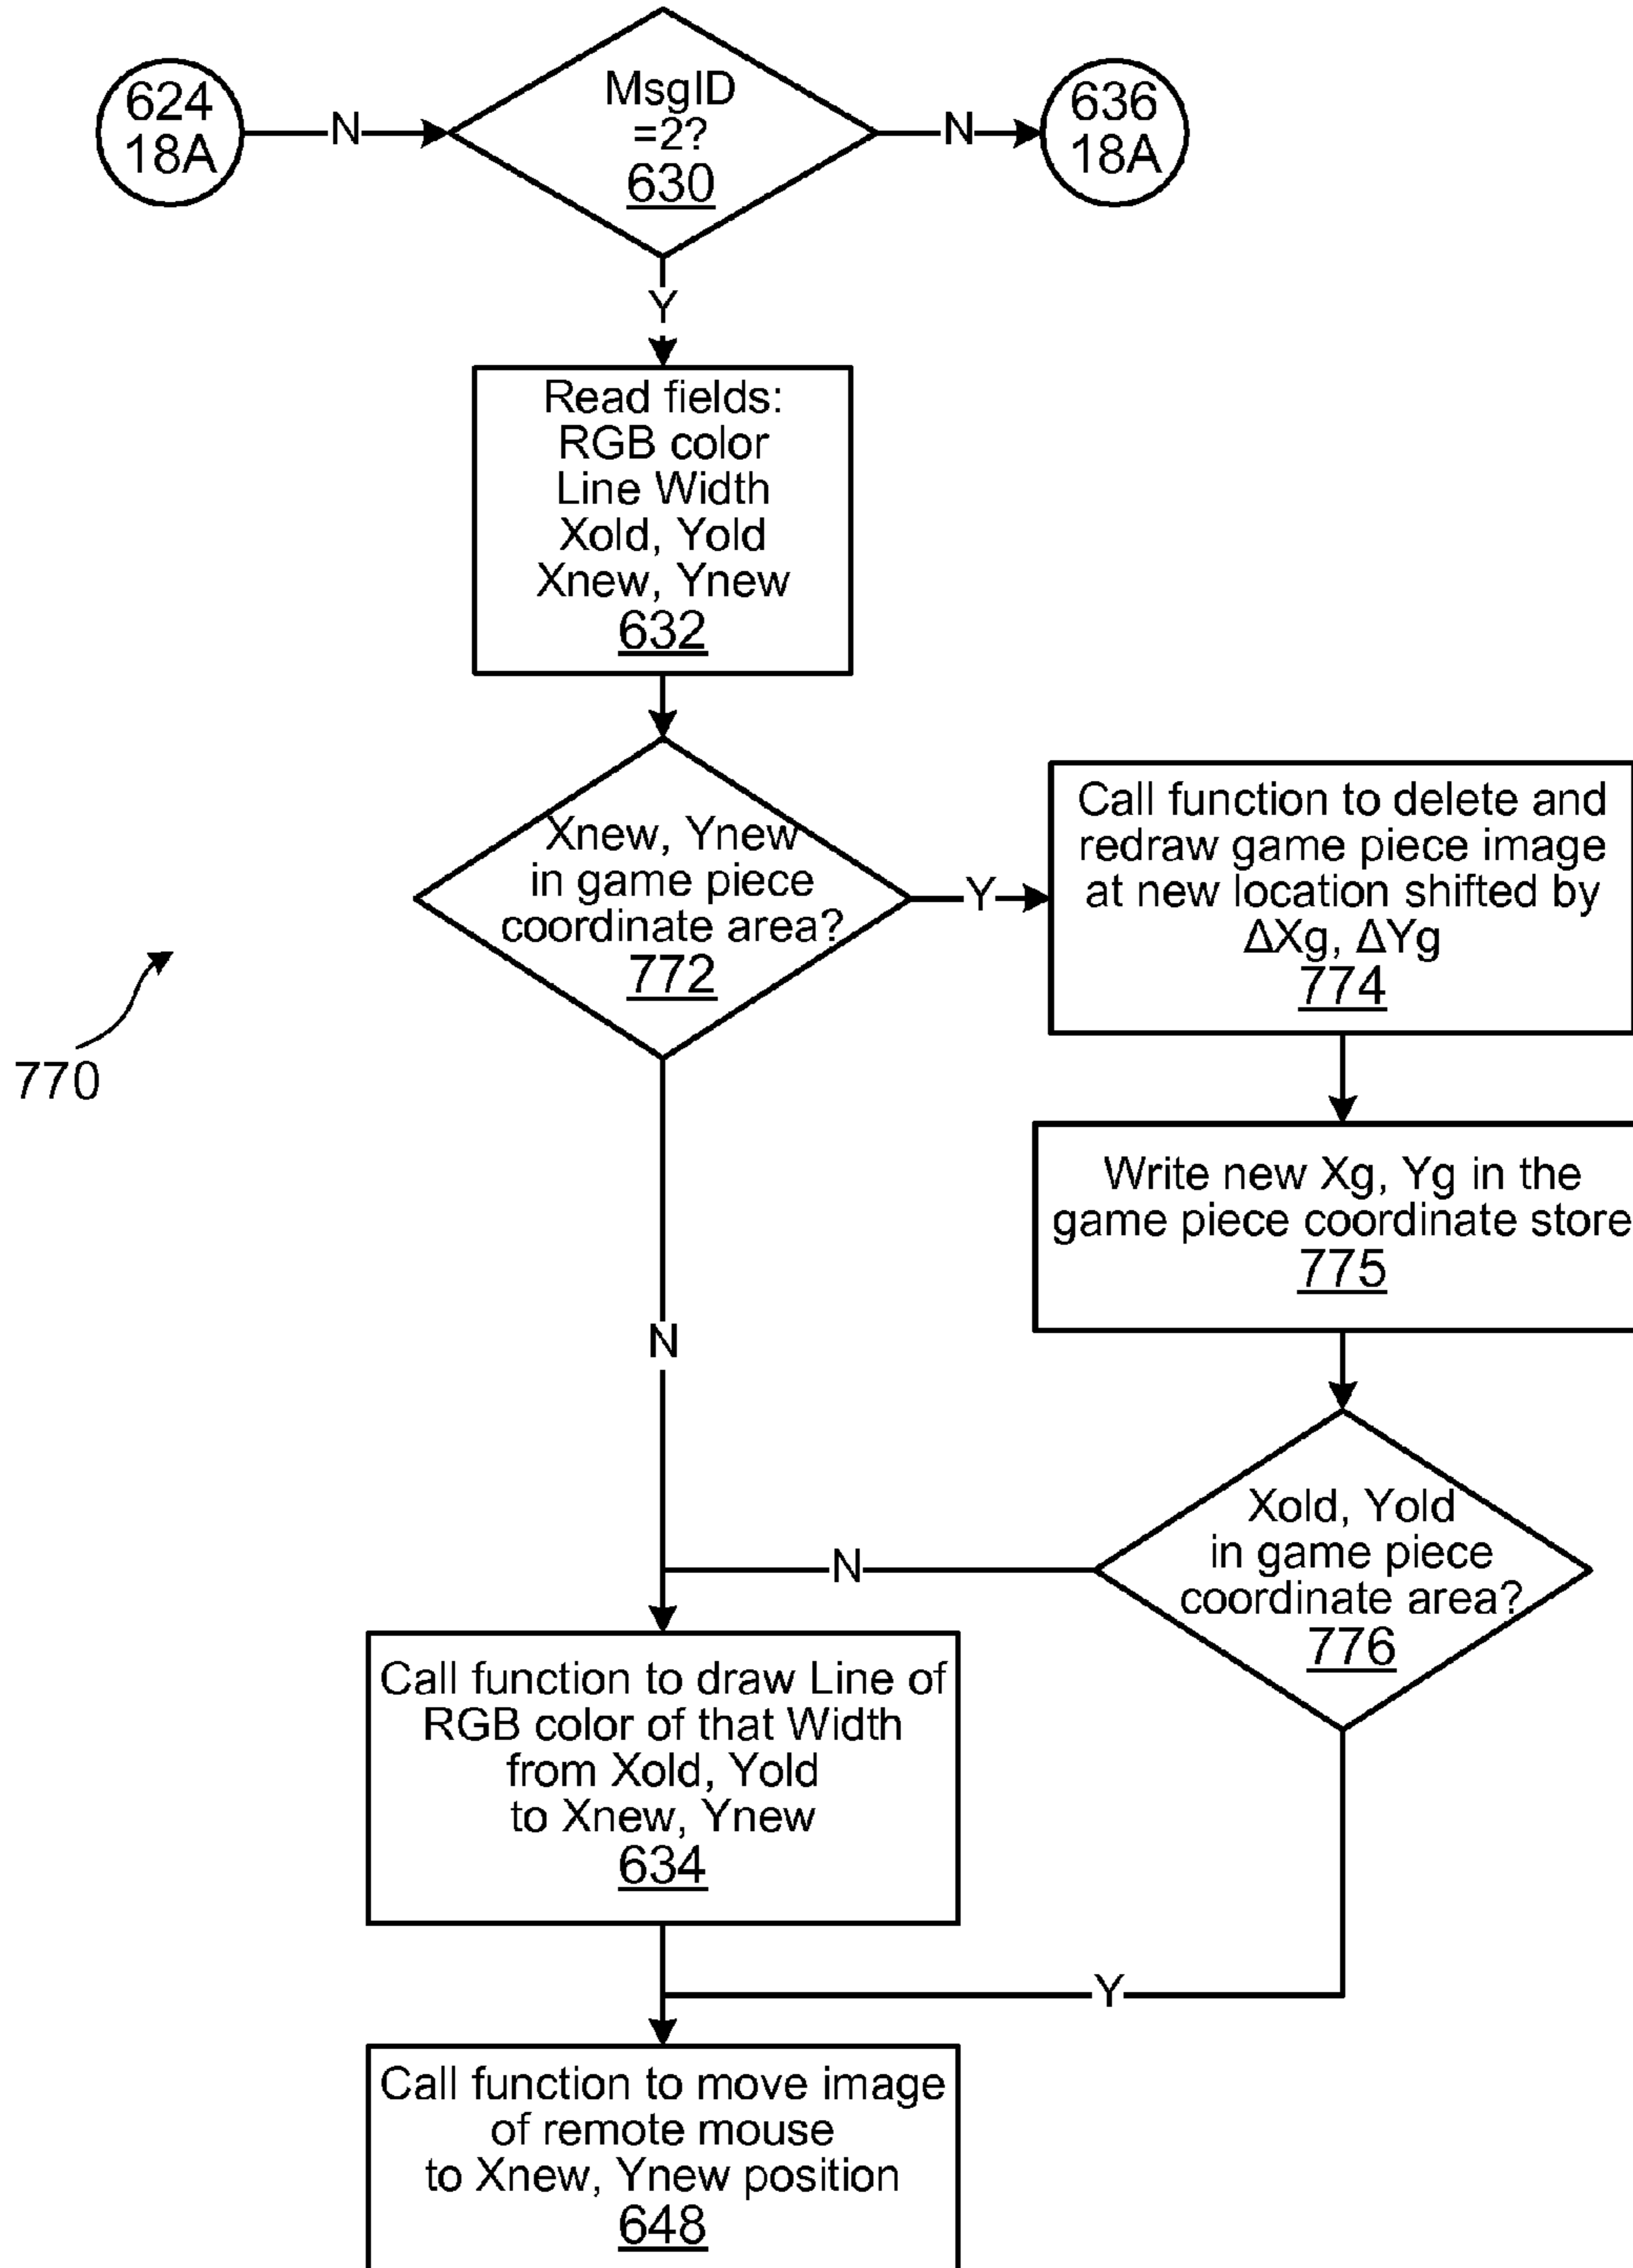 624
18A
N
MsgID
=2?
630
N
636
18A
Y
Read fields:
RGB color
Line Width
Xold, Yold
Xnew, Ynew
632
Xnew, Ynew
in game piece
coordinate area?
772
Y
Call function to delete and
redraw game piece image
at new location shifted by
ΔXg, ΔYg
774
770
Write new Xg, Yg in the
game piece coordinate store
775
N
Xold, Yold
in game piece
coordinate area?
776
N
Call function to draw Line of
RGB color of that Width
from Xold, Yold
to Xnew, Ynew
634
Y
Call function to move image
of remote mouse
to Xnew, Ynew position
648